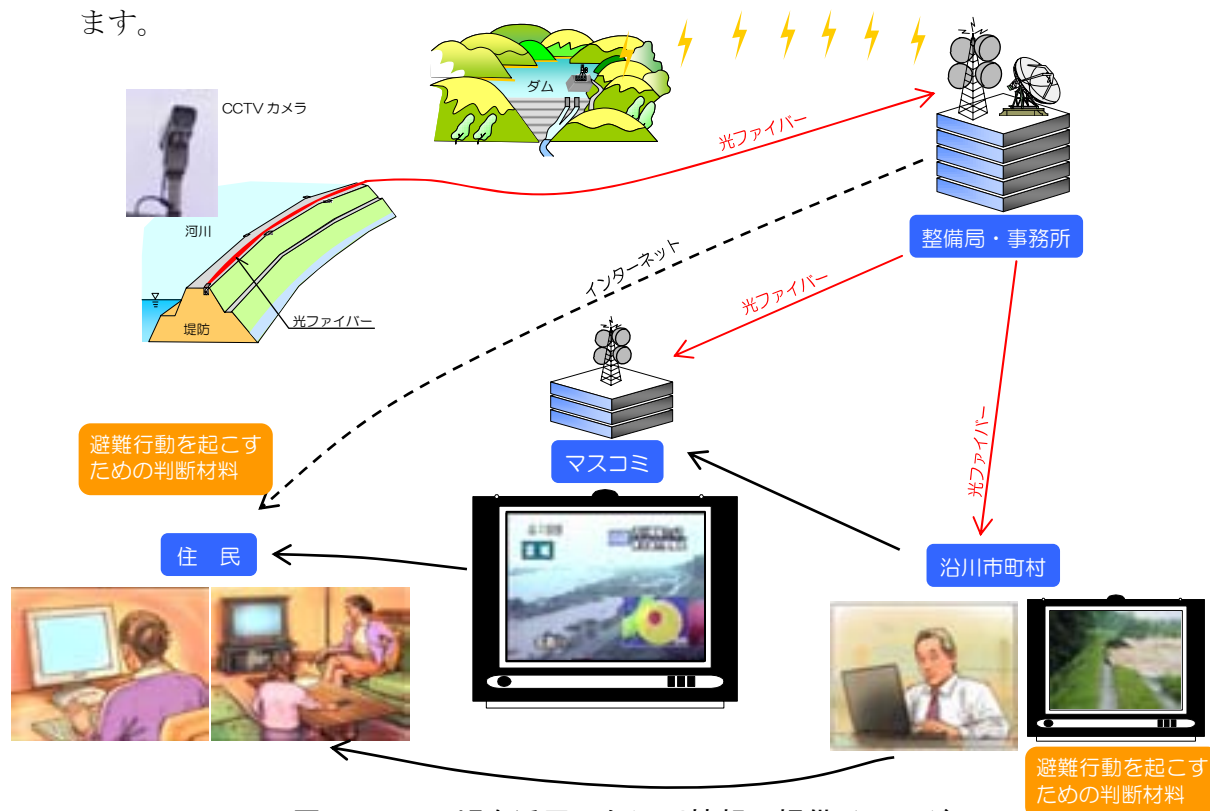 ます。
ダム
CCTV カメラ
光ファイバー
河川
整備局・事務所
インターネット
光ファイバー
光ファイバー
堤防
光ファイバー
避難行動を起こす
ための判断材料
マスコミ
住 民
沿川市町村
避難行動を起こす
ための判断材料